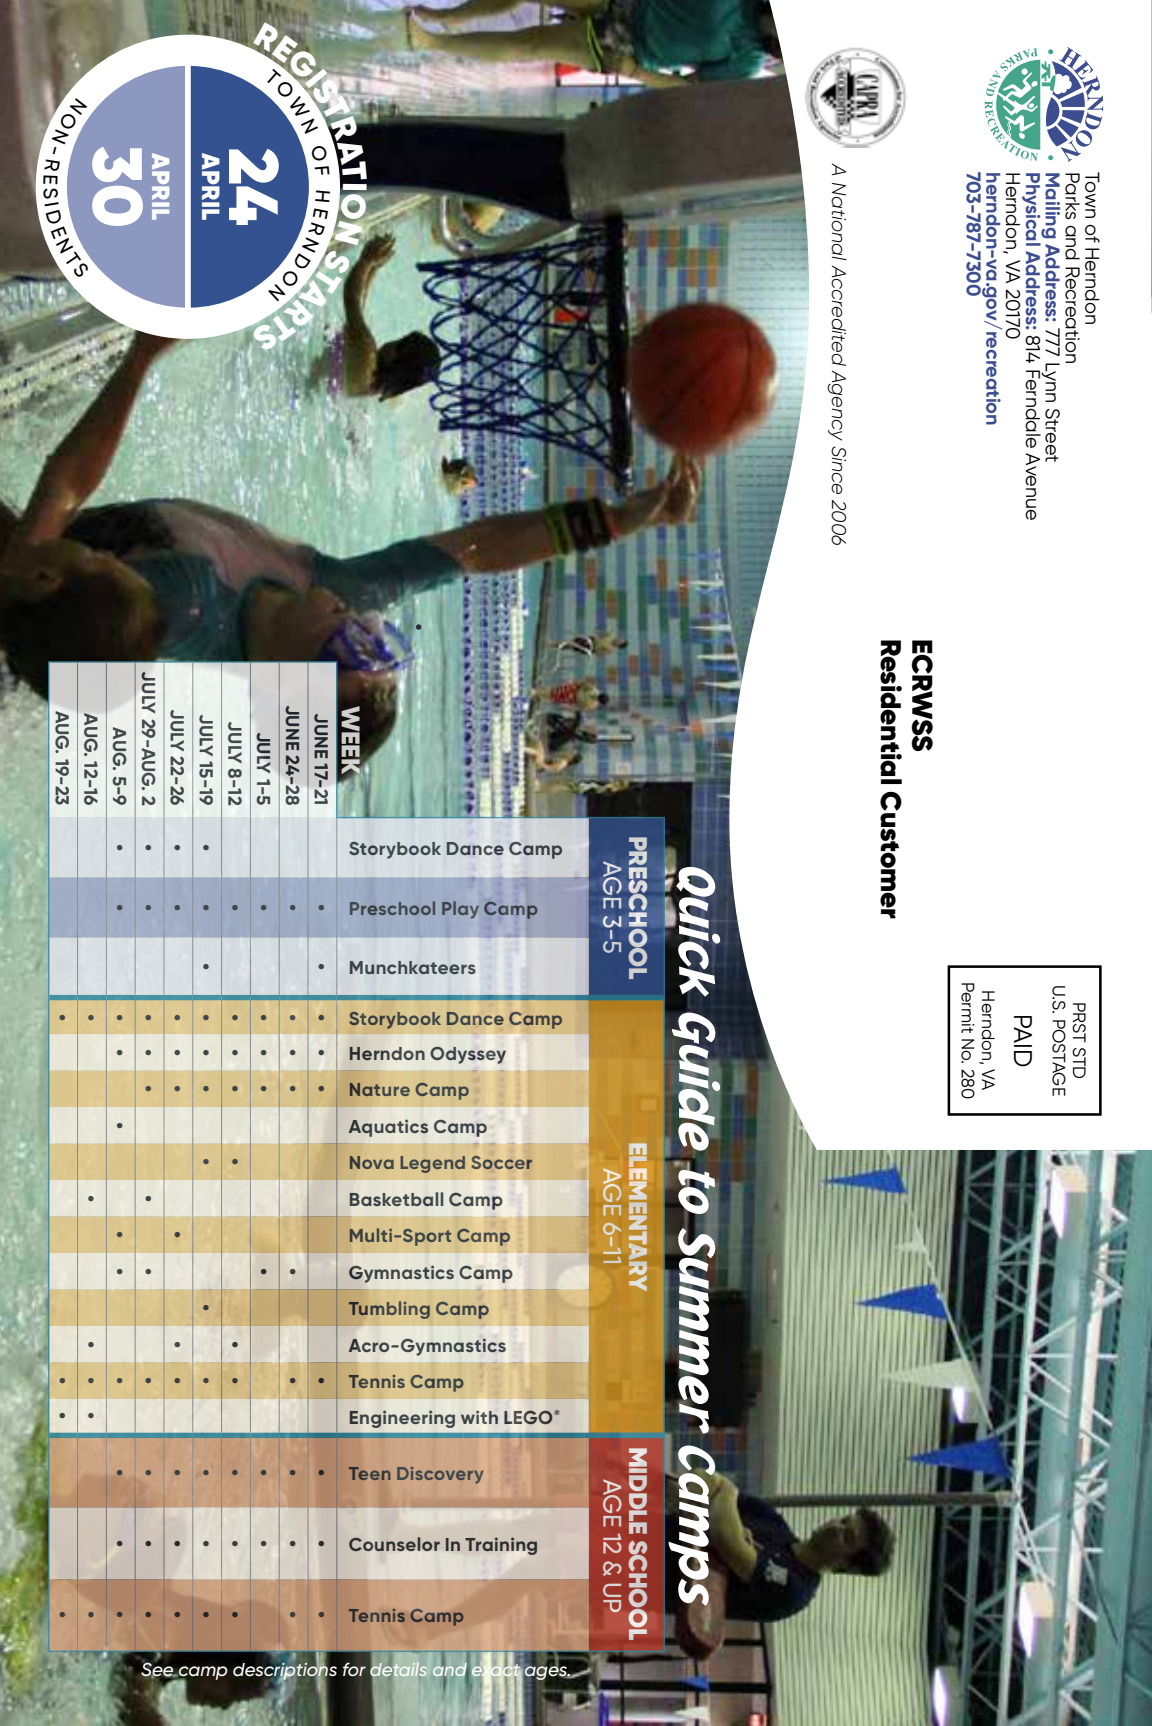 HERNDON
PARKS AND RECREATION
Town of Herndon
Parks and Recreation
Mailing Address: 777 Lynn Street
Physical Address: 814 Ferndale Avenue
Herndon, VA 20170
herndon-va.gov/recreation
703-787-7300
CAPRA
ACCREDITED
A National Accredited Agency Since 2006
ECRWSS
Residential Customer
PRST STD
U.S. POSTAGE
PAID
Herndon, VA
Permit No. 280
REGISTRATION STARTS
TOWN OF HERNDON
24
APRIL
APRIL
30
NON-RESIDENTS
Quick Guide to Summer Camps
PRESCHOOL
AGE 3-5
ELEMENTARY
AGE 6-11
MIDDLE SCHOOL
AGE 12 & UP
WEEK
Storybook Dance Camp
Preschool Play Camp
Munchkateers
Storybook Dance Camp
Herndon Odyssey
Nature Camp
Aquatics Camp
Nova Legend Soccer
Basketball Camp
Multi-Sport Camp
Gymnastics Camp
Tumbling Camp
Acro-Gymnastics
Tennis Camp
Engineering with LEGO®
Teen Discovery
Counselor In Training
Tennis Camp
JUNE 17-21 • • • • • • • • •
JUNE 24-28 • • • • • • • • •
JULY 1-5 • • • • • • •
JULY 8-12 • • • • • • • • • •
JULY 15-19 • • • • • • • • • • • •
JULY 22-26 • • • • • • • • • • •
JULY 29-AUG. 2 • • • • • • • • • • •
AUG. 5-9 • • • • • • • • • • •
AUG. 12-16 • • • • • •
AUG. 19-23 • • • •
See camp descriptions for details and exact ages.